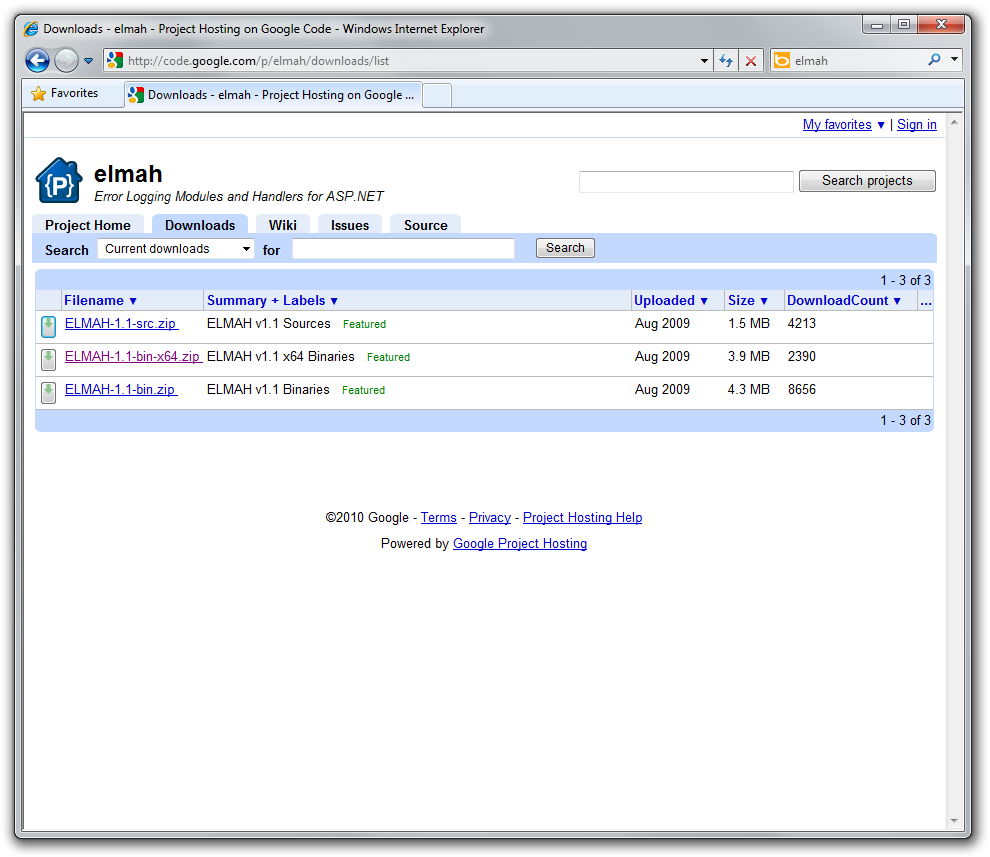 Downloads - elmah - Project Hosting on Google Code - Windows Internet Explorer
http://code.google.com/p/elmah/downloads/list
elmah
Favorites
Downloads - elmah - Project Hosting on Google ...
My favorites ▼ | Sign in
{P}
elmah
Error Logging Modules and Handlers for ASP.NET
Search projects
Project Home Downloads Wiki Issues Source
Search Current downloads for Search
1 - 3 of 3
Filename ▼ Summary + Labels ▼ Uploaded ▼ Size ▼ DownloadCount ▼ ...
ELMAH-1.1-src.zip ELMAH v1.1 Sources Featured Aug 2009 1.5 MB 4213
ELMAH-1.1-bin-x64.zip ELMAH v1.1 x64 Binaries Featured Aug 2009 3.9 MB 2390
ELMAH-1.1-bin.zip ELMAH v1.1 Binaries Featured Aug 2009 4.3 MB 8656
1 - 3 of 3
©2010 Google - Terms - Privacy - Project Hosting Help
Powered by Google Project Hosting